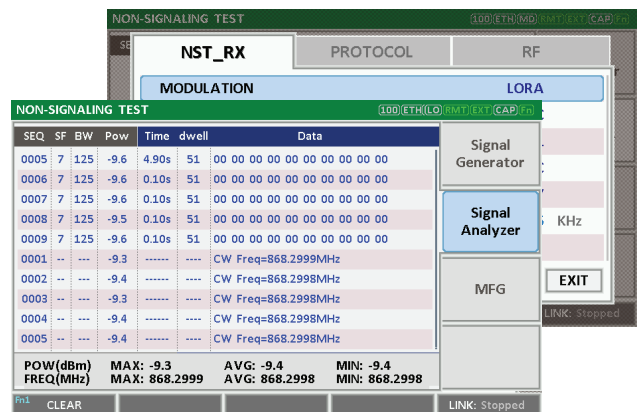 NON-SIGNALING TEST 100 ETH MD RMT EXT CAP Fn
SE
NST_RX PROTOCOL RF
MODULATION LORA
KHz
EXIT
LINK: Stopped
NON-SIGNALING TEST 100 ETH LO RMT EXT CAP Fn
SEQ SF BW Pow Time dwell Data
0005 7 125 -9.6 4.90s 51 00 00 00 00 00 00 00 00 00 00
0006 7 125 -9.6 0.10s 51 00 00 00 00 00 00 00 00 00 00
0007 7 125 -9.6 0.10s 51 00 00 00 00 00 00 00 00 00 00
0008 7 125 -9.5 0.10s 51 00 00 00 00 00 00 00 00 00 00
0009 7 125 -9.6 0.10s 51 00 00 00 00 00 00 00 00 00 00
0001 -- --- -9.3 ------ ---- CW Freq=868.2999MHz
0002 -- --- -9.4 ------ ---- CW Freq=868.2998MHz
0003 -- --- -9.3 ------ ---- CW Freq=868.2998MHz
0004 -- --- -9.4 ------ ---- CW Freq=868.2998MHz
0005 -- --- -9.4 ------ ---- CW Freq=868.2998MHz
POW(dBm) MAX: -9.3 AVG: -9.4 MIN: -9.4
FREQ(MHz) MAX: 868.2999 AVG: 868.2998 MIN: 868.2998
Signal
Generator
Signal
Analyzer
MFG
Fn1 CLEAR LINK: Stopped